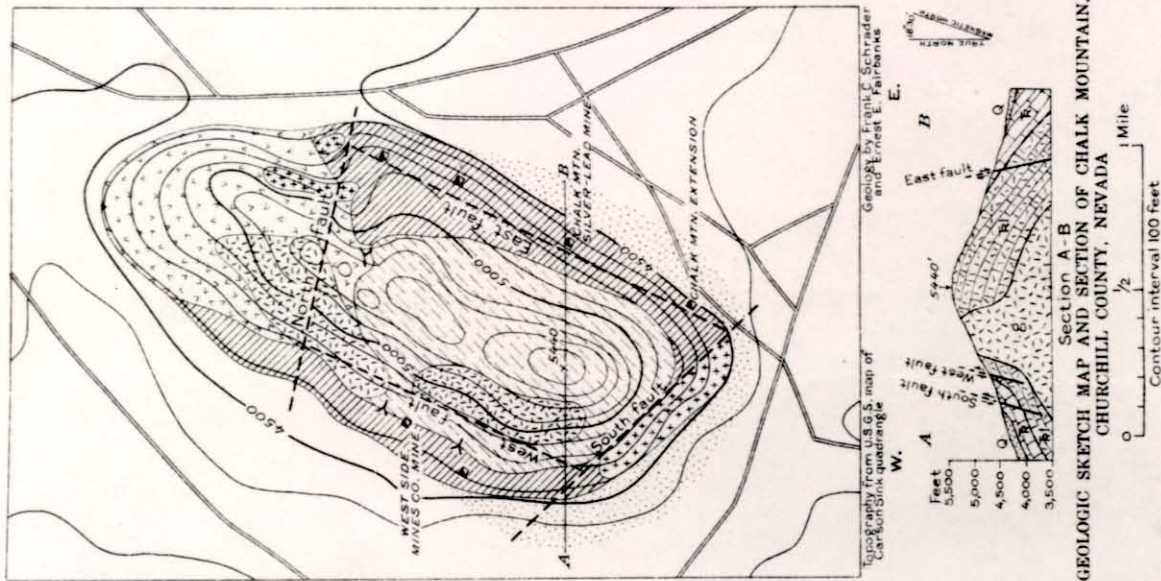 North fault
East fault
West fault
South fault
4500
5000
5000
4500
5440
WEST SIDE
MINES CO. MINE
CHALK MTN.
SILVER-LEAD MINE
CHALK MTN. EXTENSION
A
B
Topography from U.S.G.S. map of
Carson Sink quadrangle
Geology by Frank C Schrader
and Ernest E. Fairbanks
TRUE NORTH
MAGNETIC NORTH
W.
E.
A
B
Feet
5,500
5,000
4,500
4,000
3,500
Q
South fault
West fault
5440'
East fault
Q
Section A-B
GEOLOGIC SKETCH MAP AND SECTION OF CHALK MOUNTAIN,
CHURCHILL COUNTY, NEVADA
0
1/2
1 Mile
Contour interval 100 feet